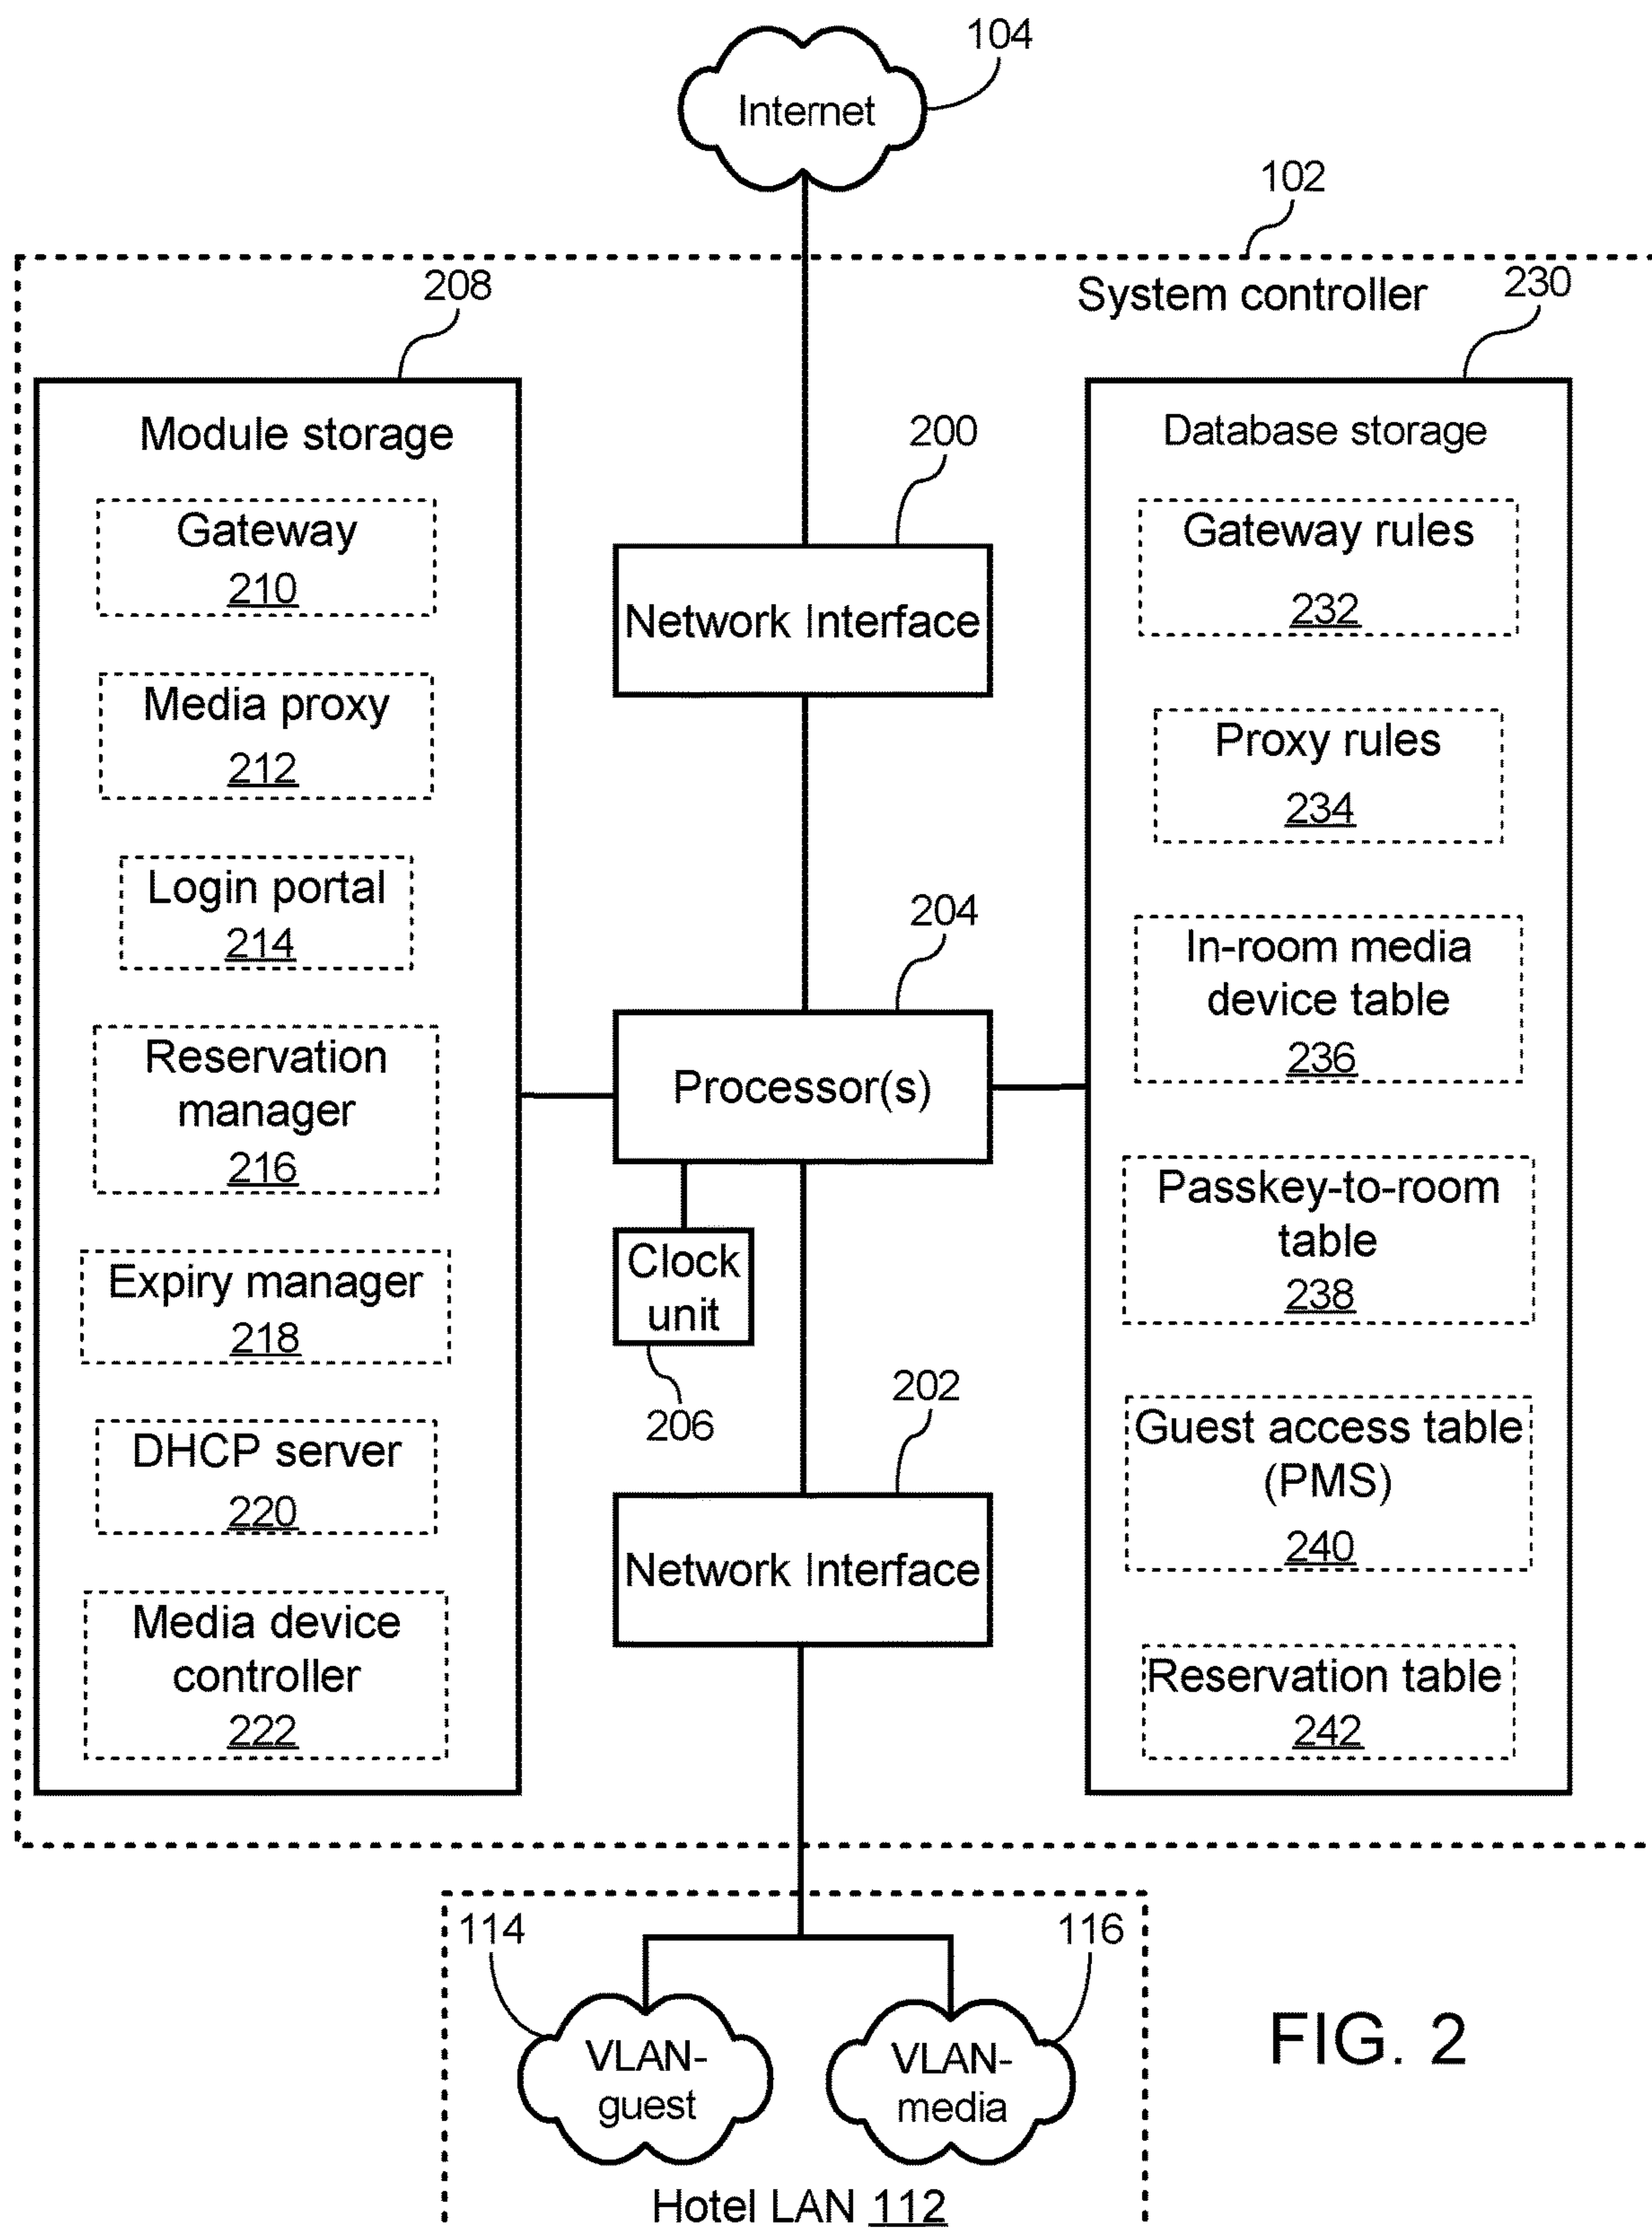 104
Internet
102
System controller
208
230
Module storage
Gateway
210
Media proxy
212
Login portal
214
Reservation
manager
216
Expiry manager
218
DHCP server
220
Media device
controller
222
200
Network Interface
204
Processor(s)
Clock
unit
206
202
Network Interface
Database storage
Gateway rules
232
Proxy rules
234
In-room media
device table
236
Passkey-to-room
table
238
Guest access table
(PMS)
240
Reservation table
242
114
116
VLAN-
guest
VLAN-
media
Hotel LAN 112
FIG. 2